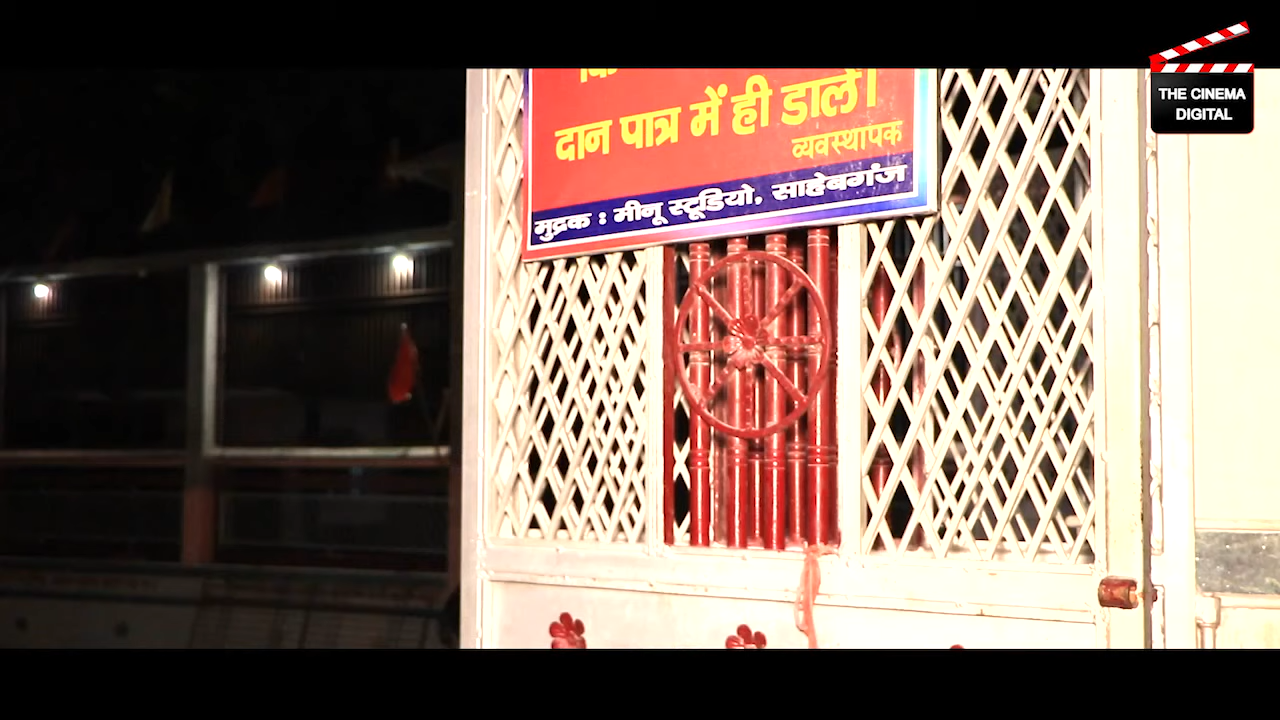 दान पात्र में ही डालें।
व्यवस्थापक
मुद्रक : मीनू स्टूडियो, साहेबगंज
THE CINEMA
DIGITAL